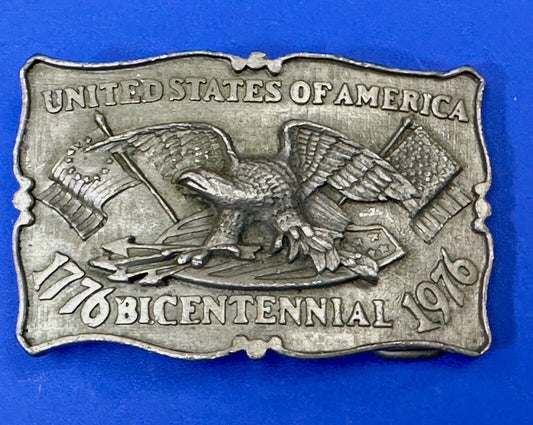 UNITED STATES OF AMERICA
1776 BICENTENNIAL 1976